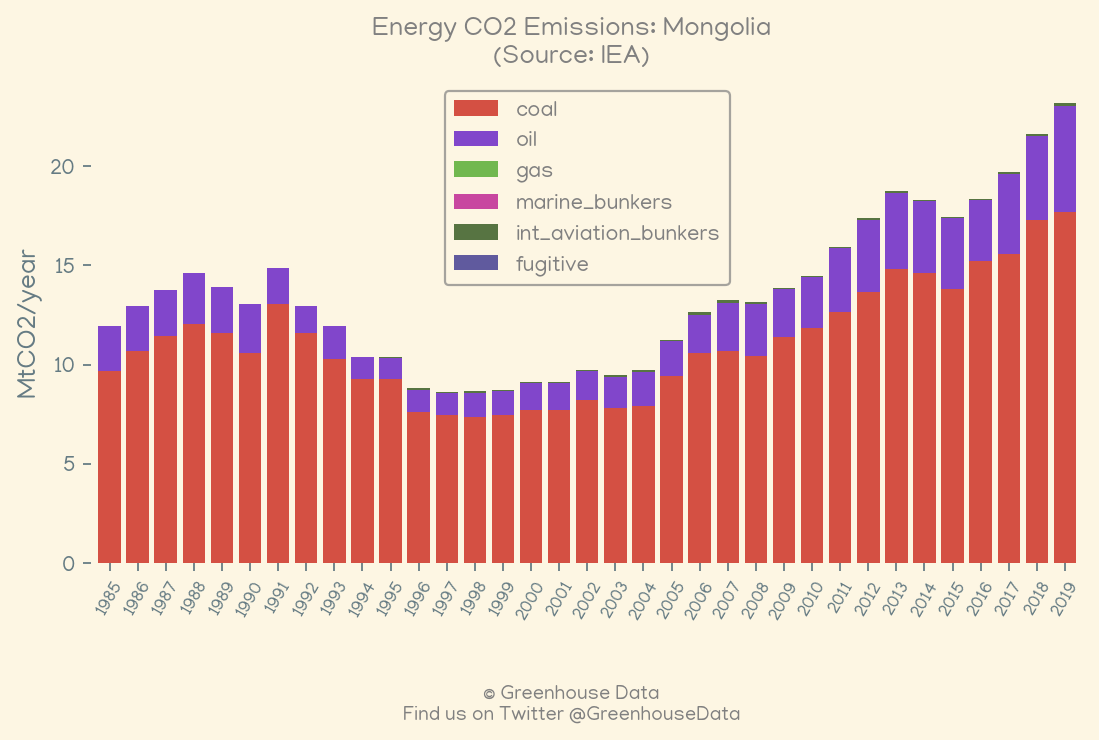 Energy CO2 Emissions: Mongolia
(Source: IEA)
coal
oil
gas
marine_bunkers
int_aviation_bunkers
fugitive
MtCO2/year
20
15
10
5
0
1985 1986 1987 1988 1989 1990 1991 1992 1993 1994 1995 1996 1997 1998 1999 2000 2001 2002 2003 2004 2005 2006 2007 2008 2009 2010 2011 2012 2013 2014 2015 2016 2017 2018 2019
© Greenhouse Data
Find us on Twitter @GreenhouseData